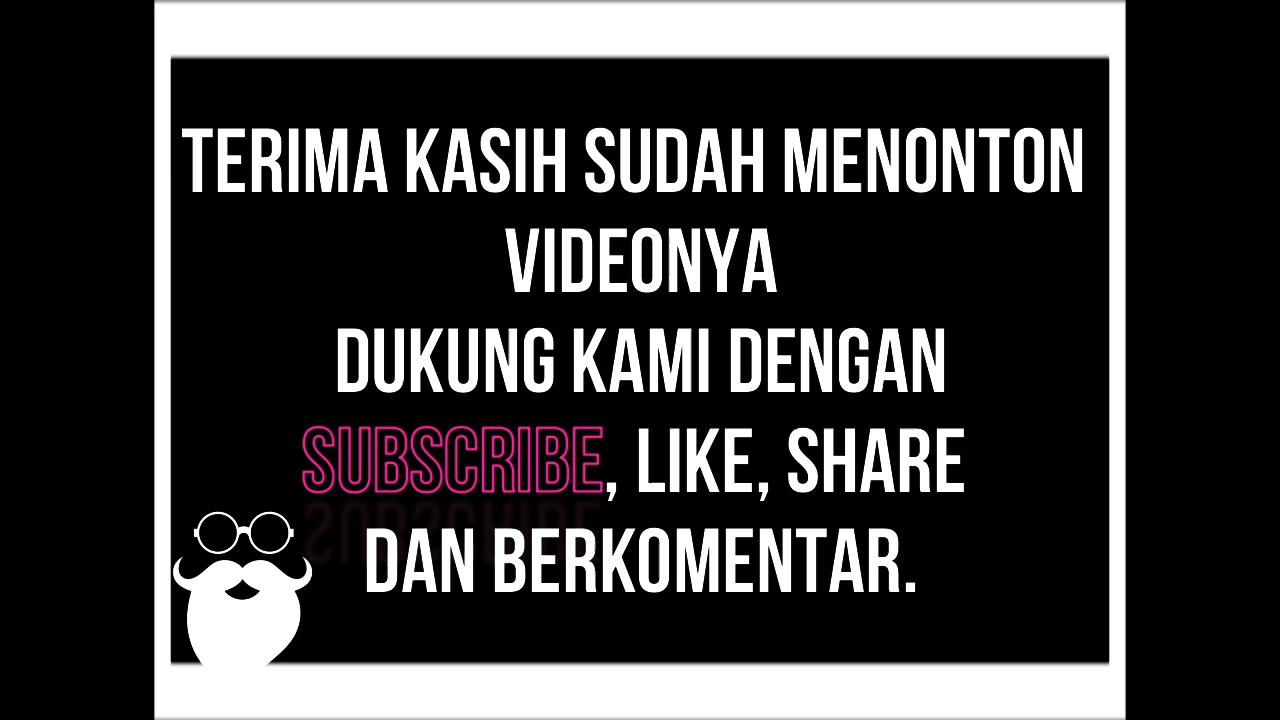 TERIMA KASIH SUDAH MENONTON
VIDEONYA
DUKUNG KAMI DENGAN
SUBSCRIBE, LIKE, SHARE
DAN BERKOMENTAR.